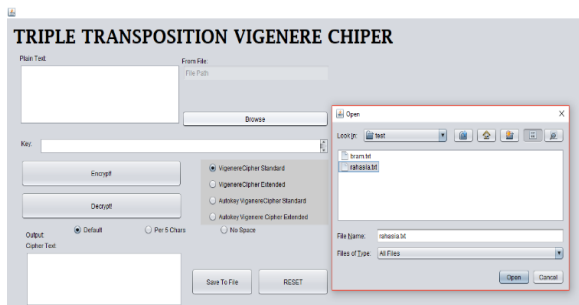 TRIPLE TRANSPOSITION VIGENERE CHIPER
Plain Text:
From File:
File Path
Browse
Key:
Encrypt!
Decrypt!
VigenereCipher Standard
VigenereCipher Extended
Autokey VigenereCipher Standard
Autokey Vigenere Cipher Extended
Output:
Default
Per 5 Chars
No Space
Cipher Text:
Save To File
RESET
Open
Look In:
test
bram.txt
rahasia.txt
File Name:
rahasia.txt
Files of Type:
All Files
Open
Cancel